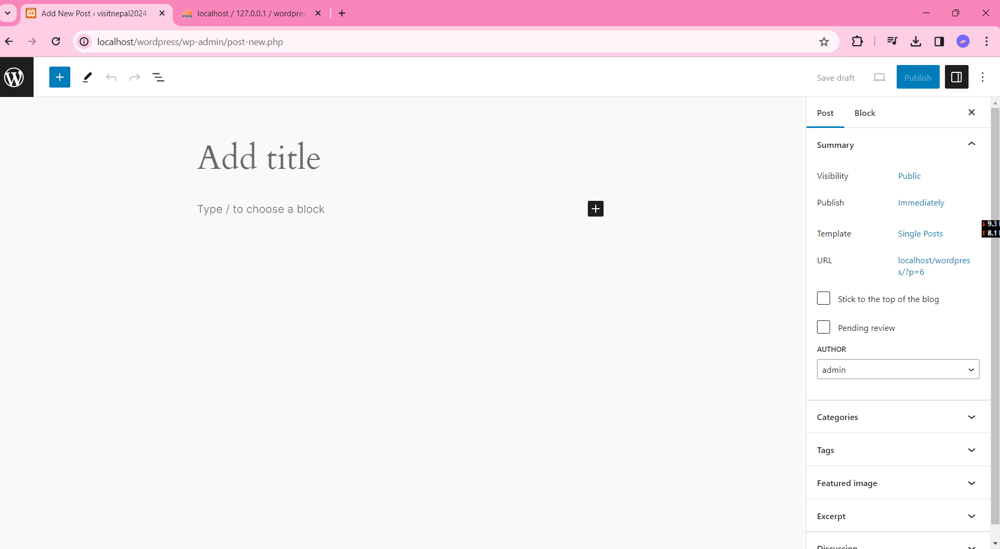 Add New Post ‹ visitnepal2024 -
localhost / 127.0.0.1 / wordpres
localhost/wordpress/wp-admin/post-new.php
Save draft
Publish
Post
Block
Summary
Visibility
Public
Publish
Immediately
Template
Single Posts
URL
localhost/wordpres
s/?p=6
Stick to the top of the blog
Pending review
AUTHOR
admin
Categories
Tags
Featured image
Excerpt
Discussion
Add title
Type / to choose a block
PMA
9.3
8.1